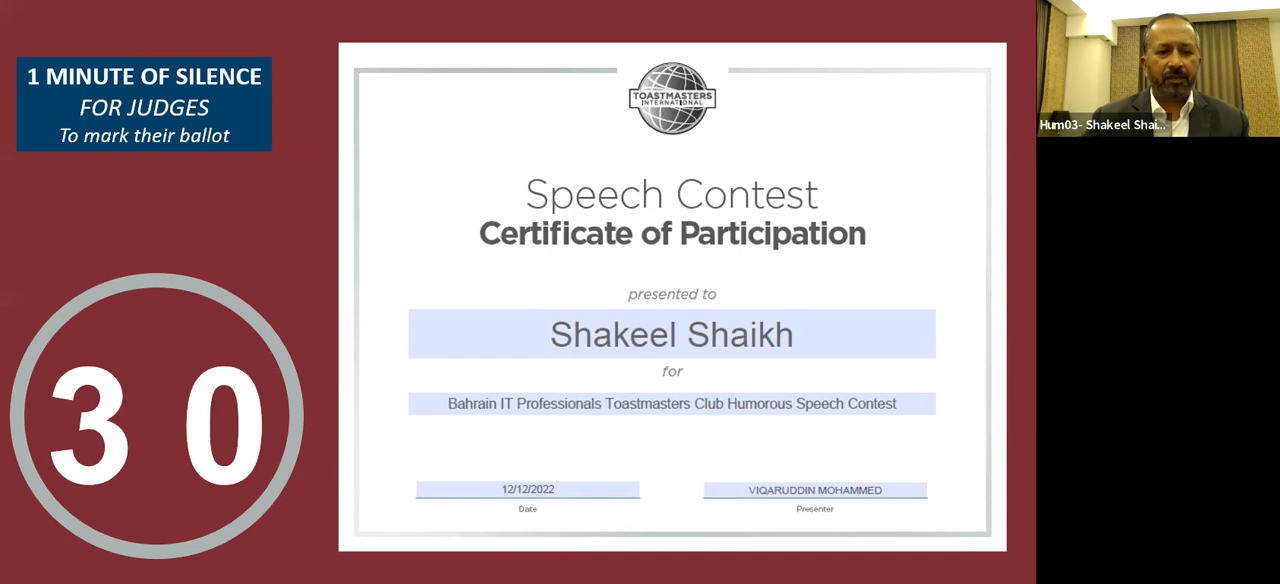 1 MINUTE OF SILENCE
FOR JUDGES
To mark their ballot
30
TOASTMASTERS
INTERNATIONAL
Speech Contest
Certificate of Participation
presented to
Shakeel Shaikh
for
Bahrain IT Professionals Toastmasters Club Humorous Speech Contest
12/12/2022
Date
VIQARUDDIN MOHAMMED
Presenter
Hum03- Shakeel Shai...